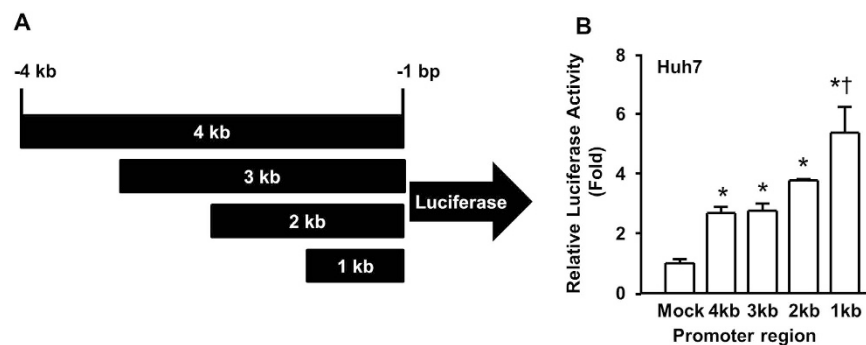 A
-4 kb
-1 bp
4 kb
3 kb
2 kb
1 kb
Luciferase
B
Relative Luciferase Activity
(Fold)
8
6
4
2
0
Huh7
*
*
*
*†
Mock 4kb 3kb 2kb 1kb
Promoter region